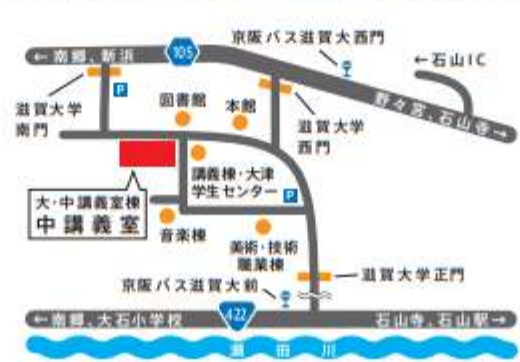 ←南郷、新浜
105
京阪バス滋賀大西門
←石山IC
滋賀大学
南門
P
図書館
本館
滋賀大学
西門
野々宮、石山寺→
講義棟・大津
学生センター
P
大・中講義室棟
中講義室
音楽棟
美術・技術
職業棟
京阪バス滋賀大前
滋賀大学正門
←南郷、大石小学校
422
石山寺、石山駅→
瀬田川